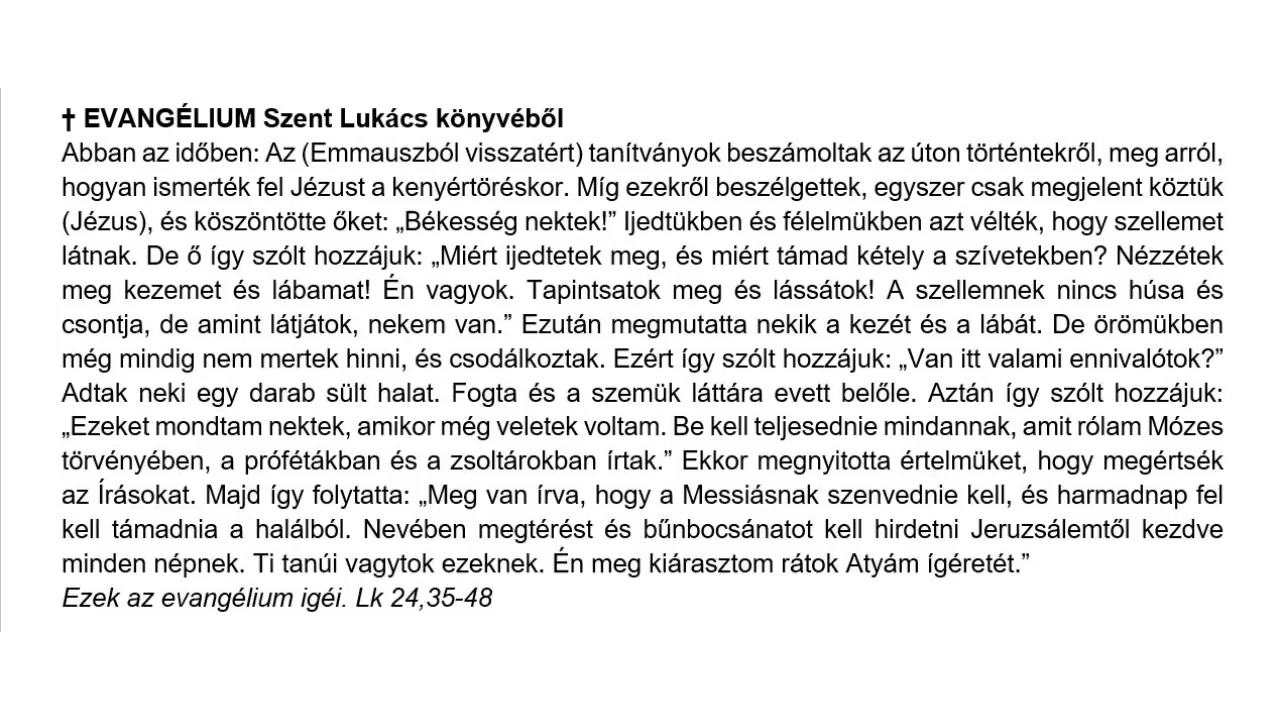 † EVANGÉLIUM Szent Lukács könyvéből
Abban az időben: Az (Emmauszból visszatért) tanítványok beszámoltak az úton történtekről, meg arról,
hogyan ismerték fel Jézust a kenyértöréskor. Míg ezekről beszélgettek, egyszer csak megjelent köztük
(Jézus), és köszöntötte őket: „Békesség nektek!” Ijedtükben és félelmükben azt vélték, hogy szellemet
látnak. De ő így szólt hozzájuk: „Miért ijedtetek meg, és miért támad kétely a szívetekben? Nézzétek
meg kezemet és lábamat! Én vagyok. Tapintsatok meg és lássátok! A szellemnek nincs húsa és
csontja, de amint látjátok, nekem van.” Ezután megmutatta nekik a kezét és a lábát. De örömükben
még mindig nem mertek hinni, és csodálkoztak. Ezért így szólt hozzájuk: „Van itt valami ennivalótok?”
Adtak neki egy darab sült halat. Fogta és a szemük láttára evett belőle. Aztán így szólt hozzájuk:
„Ezeket mondtam nektek, amikor még veletek voltam. Be kell teljesednie mindannak, amit rólam Mózes
törvényében, a prófétákban és a zsoltárokban írtak.” Ekkor megnyitotta értelmüket, hogy megértsék
az Írásokat. Majd így folytatta: „Meg van írva, hogy a Messiásnak szenvednie kell, és harmadnap fel
kell támadnia a halálból. Nevében megtérést és bűnbocsánatot kell hirdetni Jeruzsálemtől kezdve
minden népnek. Ti tanúi vagytok ezeknek. Én meg kiárasztom rátok Atyám ígéretét.”
Ezek az evangélium igéi. Lk 24,35-48